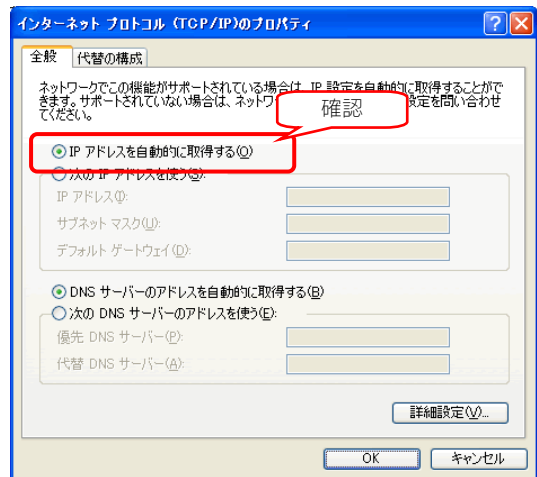 インターネット プロトコル (TCP/IP)のプロパティ
全般
代替の構成
ネットワークでこの機能がサポートされている場合は、IP 設定を自動的に取得することがで
きます。サポートされていない場合は、ネットワ 設定を問い合わせ
てください。
確認
IP アドレスを自動的に取得する(O)
次の IP アドレスを使う(S):
IP アドレス(I):
サブネット マスク(U):
デフォルト ゲートウェイ(D):
DNS サーバーのアドレスを自動的に取得する(B)
次の DNS サーバーのアドレスを使う(E):
優先 DNS サーバー(P):
代替 DNS サーバー(A):
詳細設定(V)...
OK
キャンセル